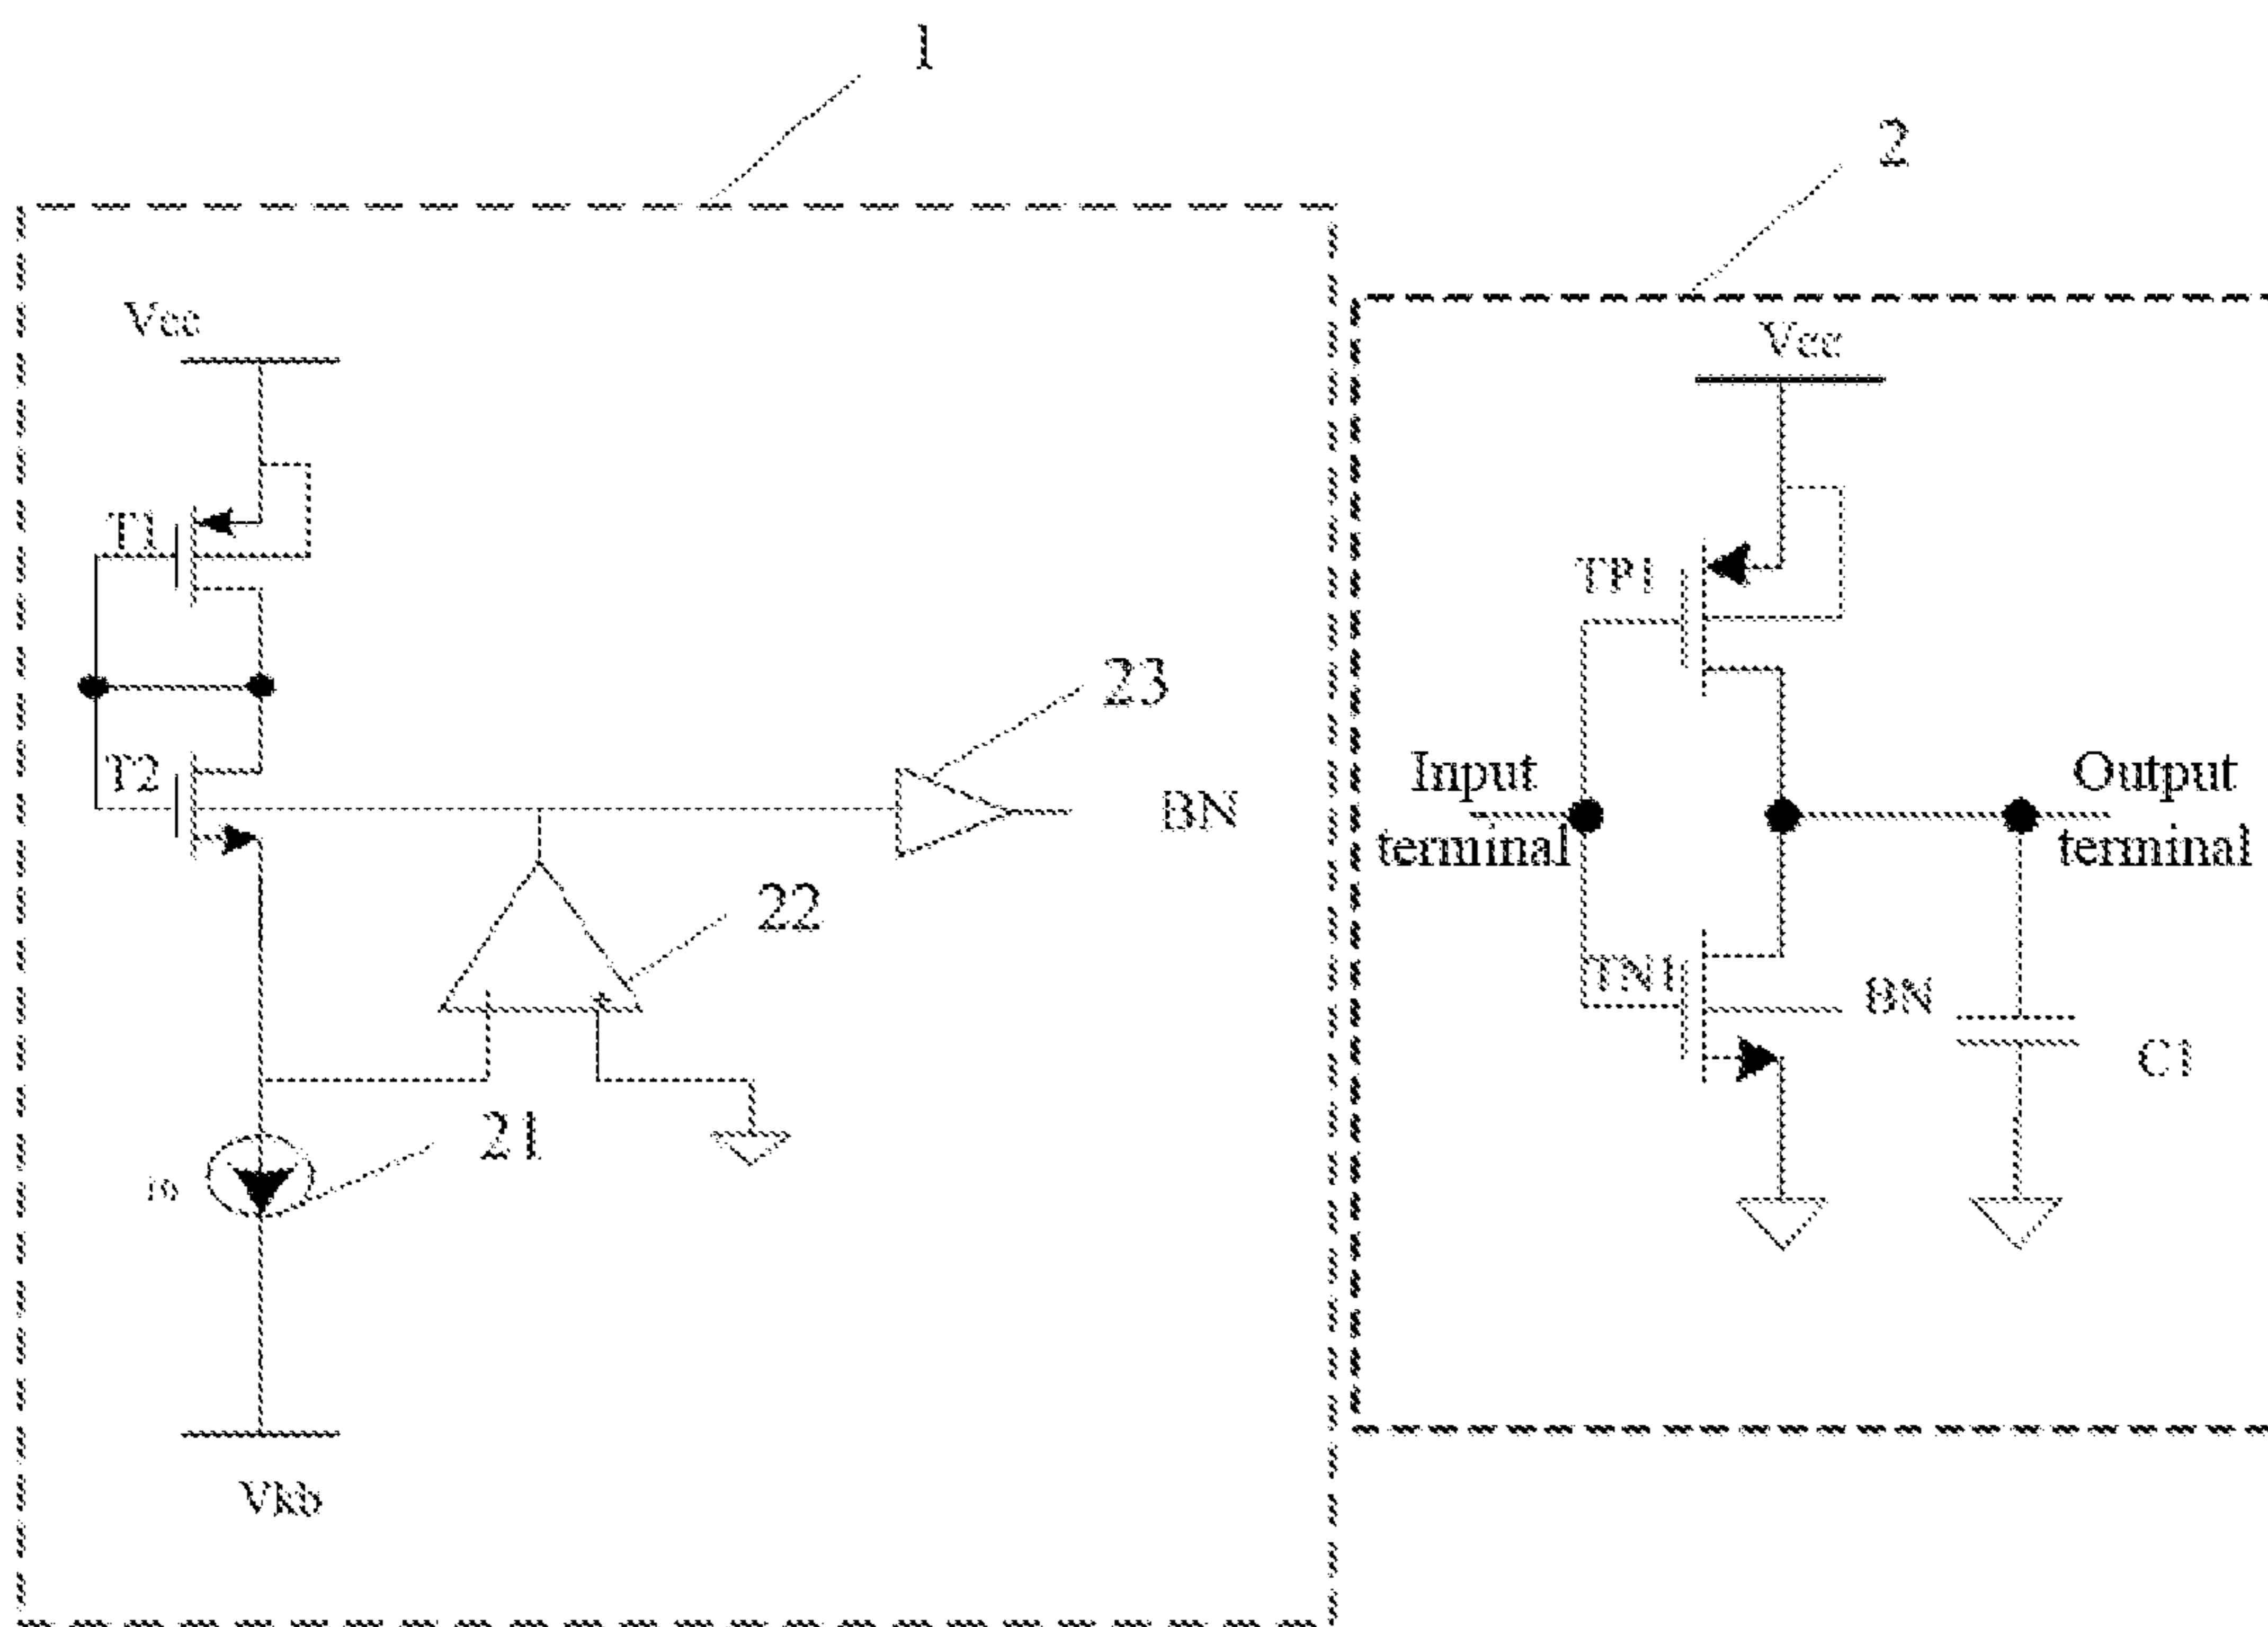 1
2
Vcc
Vcc
T1
TP1
23
T2
BN
Input
terminal
Output
terminal
22
TN1
BN
C1
21
Vkb